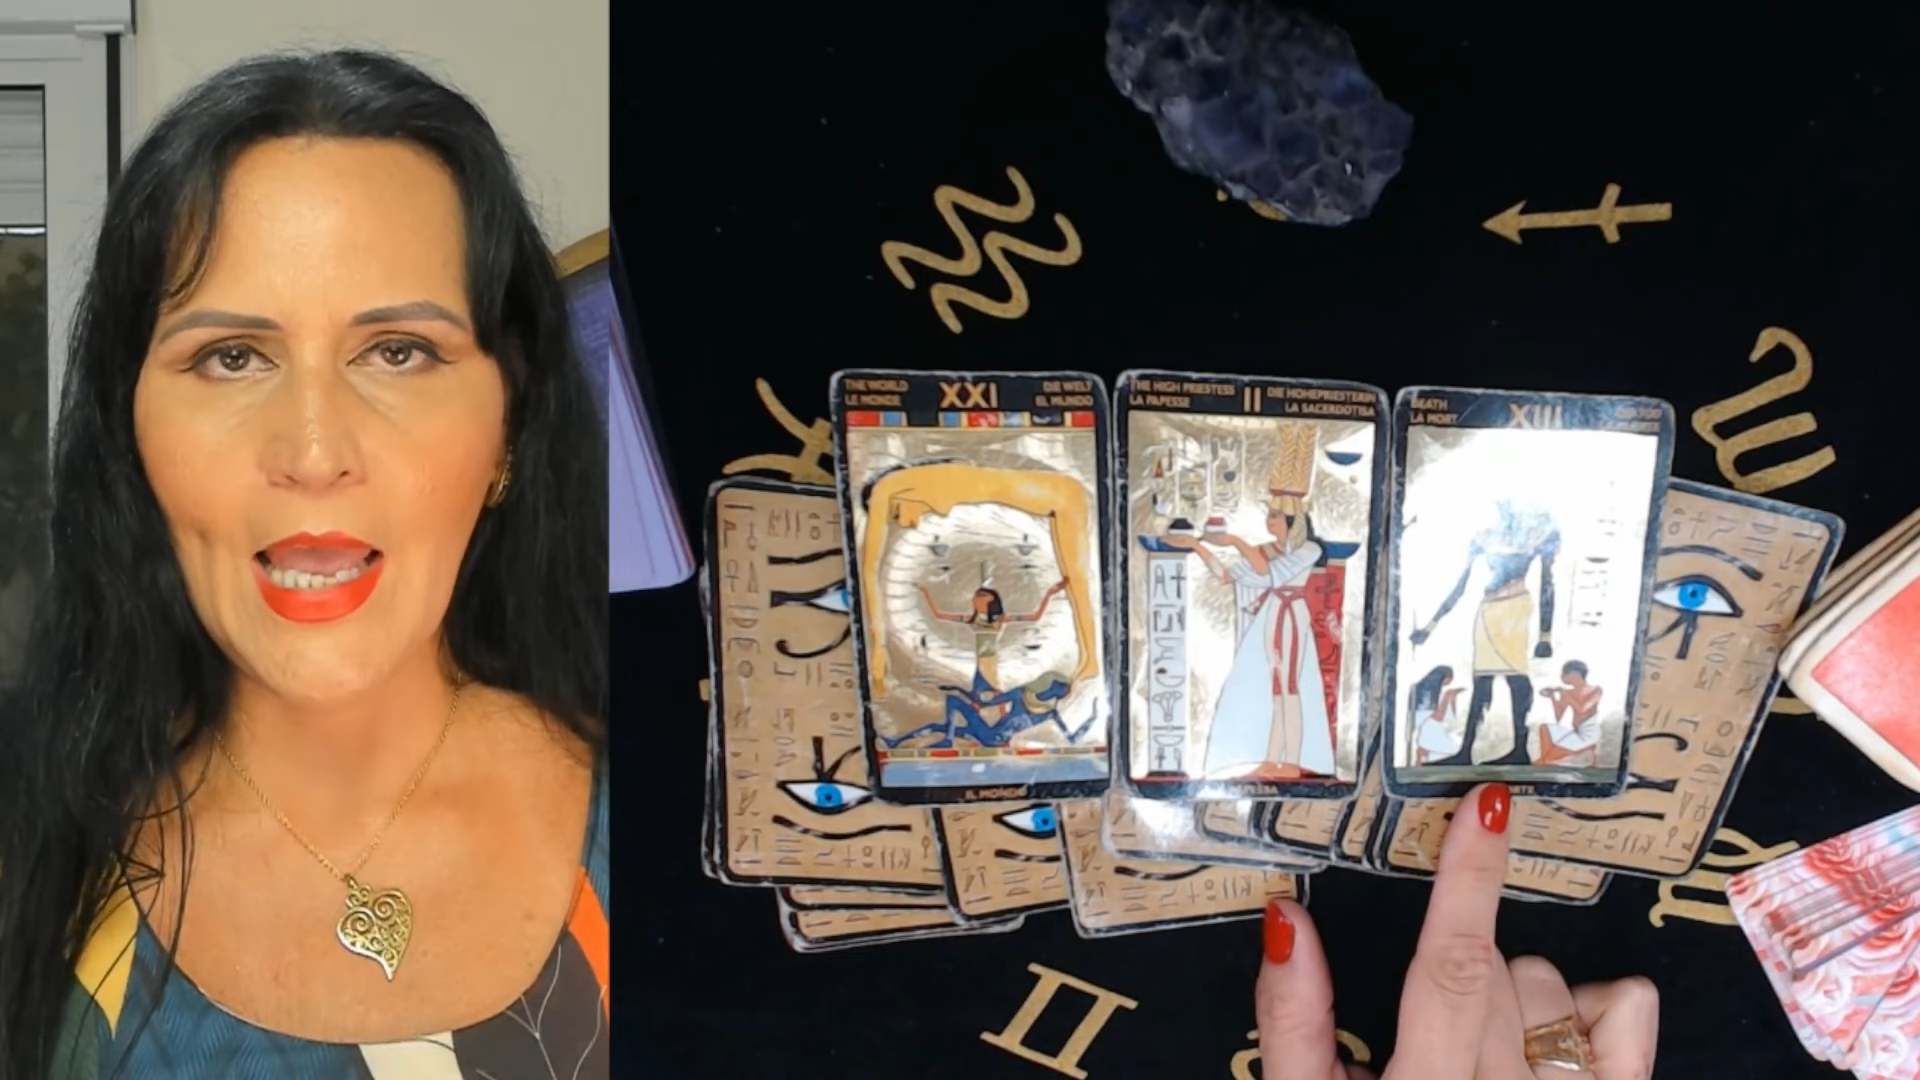 THE WORLD XXI DIE WELT
LE MONDE EL MUNDO
IL MONDO
THE HIGH PRIESTESS II DIE HOHEPRIESTERIN
LA PAPESSE LA SACERDOTISA
DEATH XIII
LA MORT